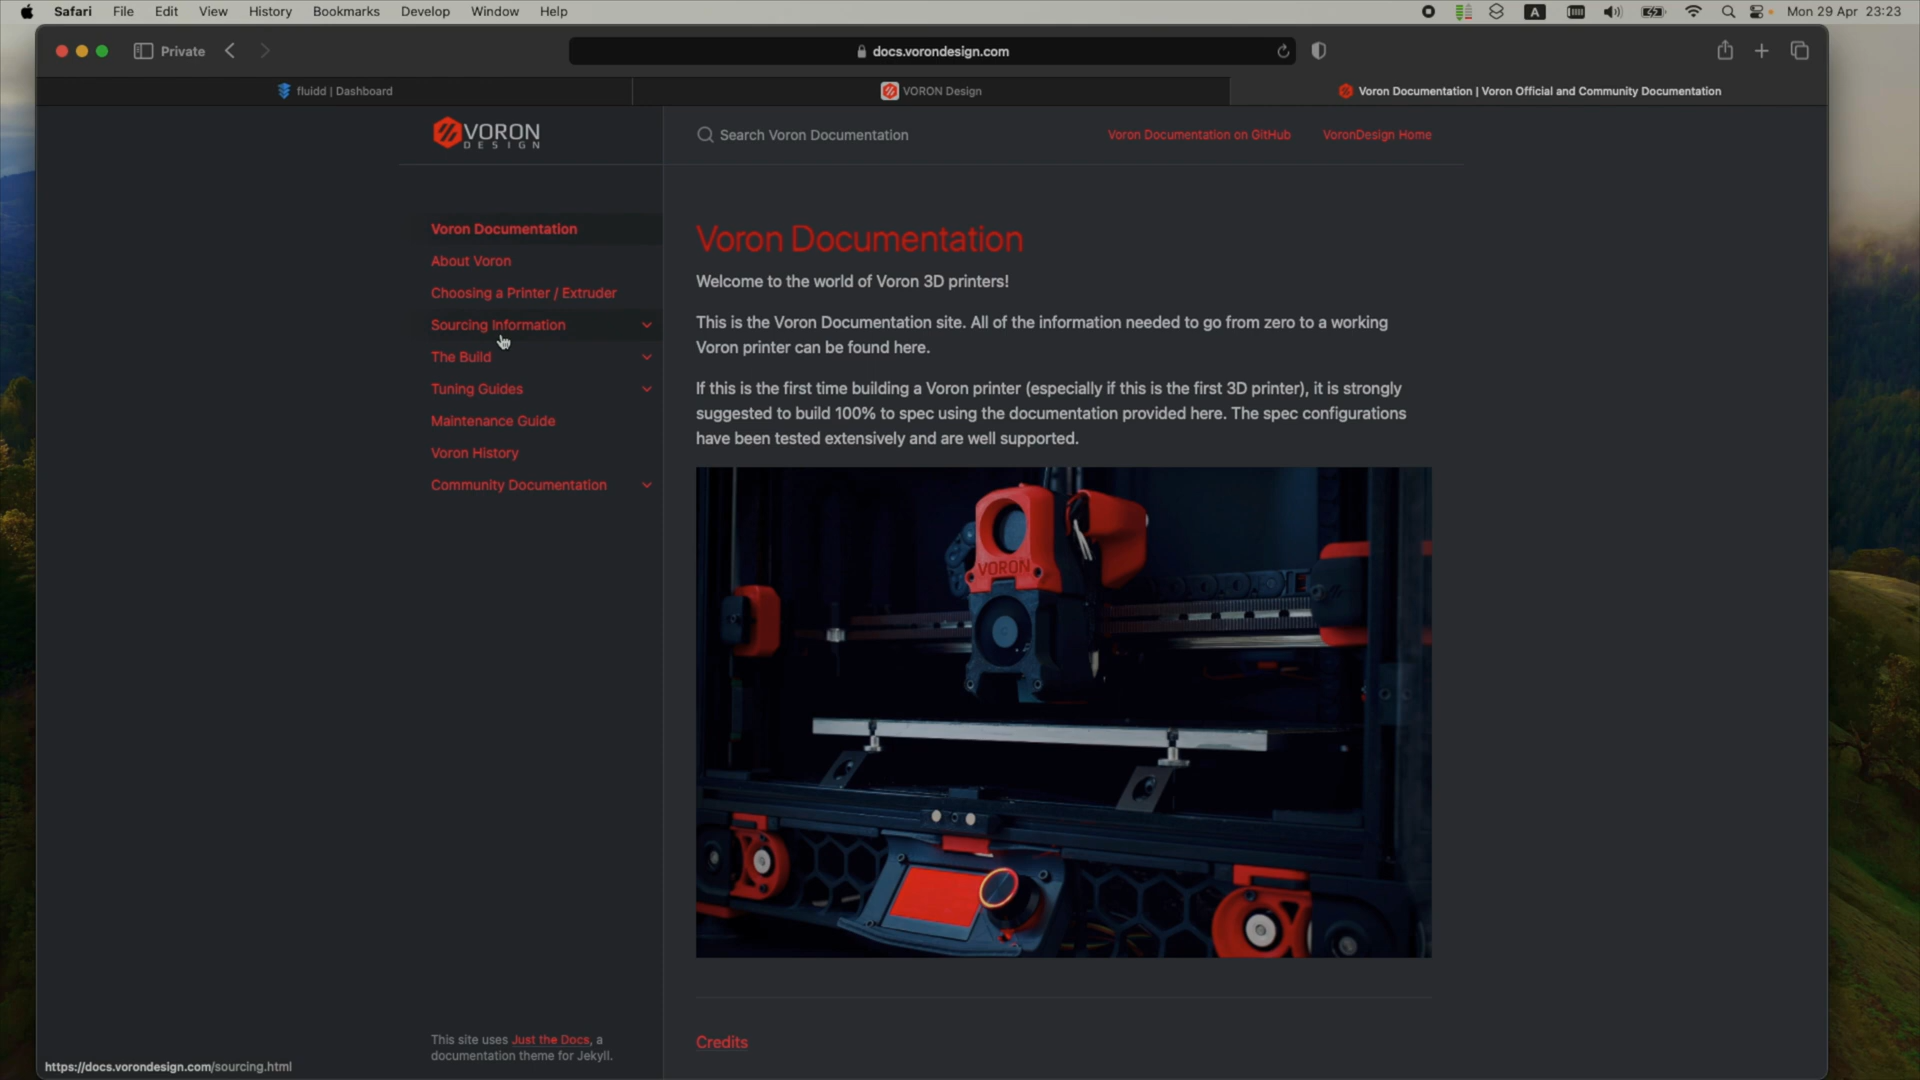 Safari File Edit View History Bookmarks Develop Window Help
A
Mon 29 Apr 23:23
Private
docs.vorondesign.com
fluidd | Dashboard
VORON Design
Voron Documentation | Voron Official and Community Documentation
VORON
DESIGN
Search Voron Documentation
Voron Documentation on GitHub
VoronDesign Home
Voron Documentation
About Voron
Choosing a Printer / Extruder
Sourcing Information
The Build
Tuning Guides
Maintenance Guide
Voron History
Community Documentation
Voron Documentation
Welcome to the world of Voron 3D printers!
This is the Voron Documentation site. All of the information needed to go from zero to a working
Voron printer can be found here.
If this is the first time building a Voron printer (especially if this is the first 3D printer), it is strongly
suggested to build 100% to spec using the documentation provided here. The spec configurations
have been tested extensively and are well supported.
VORON
Credits
This site uses Just the Docs, a
documentation theme for Jekyll.
https://docs.vorondesign.com/sourcing.html